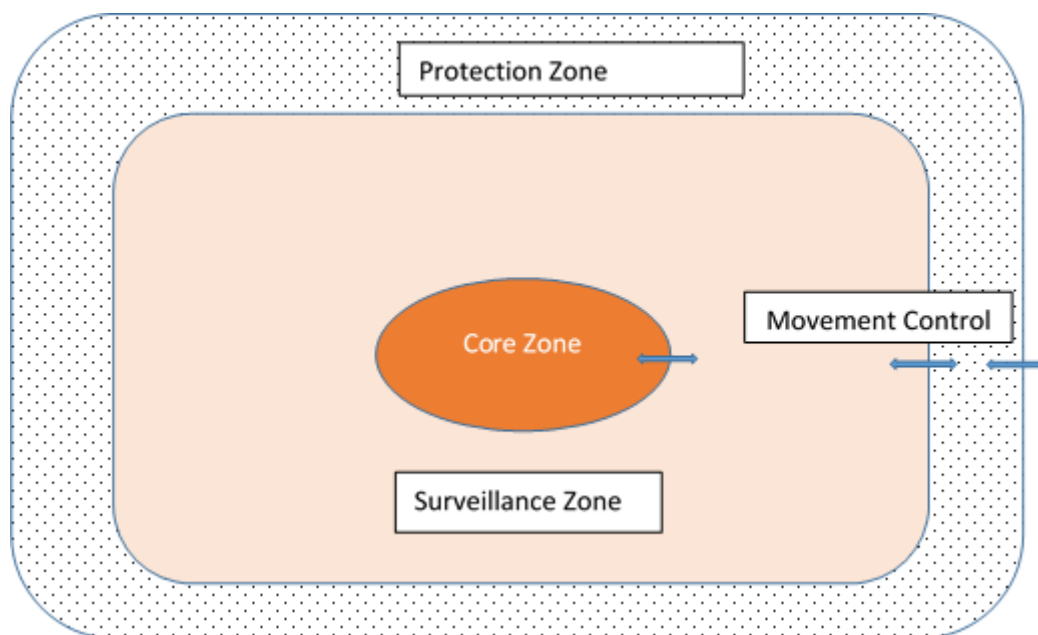 Protection Zone
Movement Control
Core Zone
Surveillance Zone